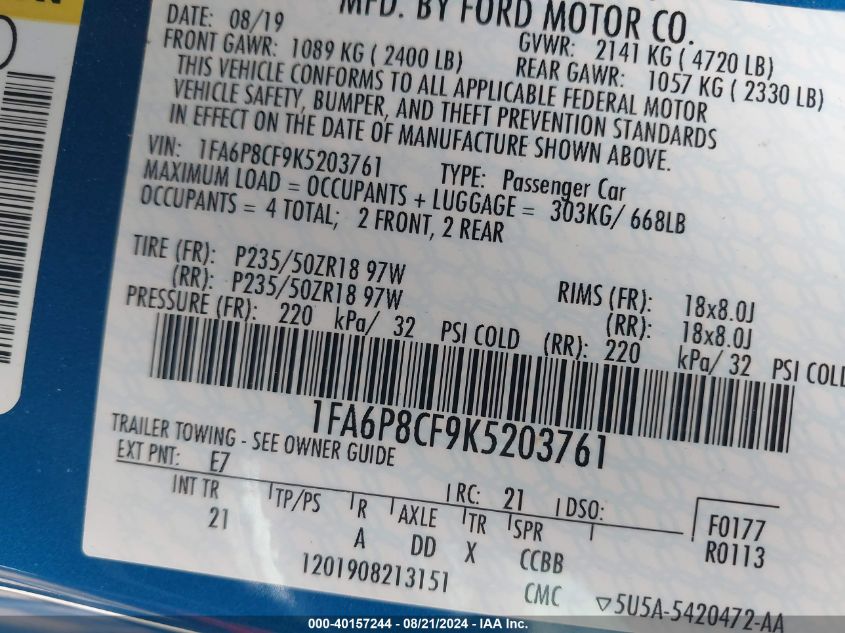 MFD. BY FORD MOTOR CO.
DATE: 08/19 GVWR: 2141 KG ( 4720 LB)
FRONT GAWR: 1089 KG ( 2400 LB) REAR GAWR: 1057 KG ( 2330 LB)
THIS VEHICLE CONFORMS TO ALL APPLICABLE FEDERAL MOTOR
VEHICLE SAFETY, BUMPER, AND THEFT PREVENTION STANDARDS
IN EFFECT ON THE DATE OF MANUFACTURE SHOWN ABOVE.
VIN: 1FA6P8CF9K5203761 TYPE: Passenger Car
MAXIMUM LOAD = OCCUPANTS + LUGGAGE = 303KG/ 668LB
OCCUPANTS = 4 TOTAL; 2 FRONT, 2 REAR
TIRE (FR): P235/50ZR18 97W RIMS (FR): 18x8.0J
(RR): P235/50ZR18 97W (RR): 18x8.0J
PRESSURE (FR): 220 kPa/ 32 PSI COLD (RR): 220 kPa/ 32 PSI COLD
1FA6P8CF9K5203761
TRAILER TOWING - SEE OWNER GUIDE
EXT PNT: E7 RC: 21 DSO: F0177
INT TR TP/PS R AXLE TR SPR R0113
21 A DD X CCBB
1201908213151 CMC ▽5U5A-5420472-AA
000-40157244 - 08/21/2024 - IAA Inc.